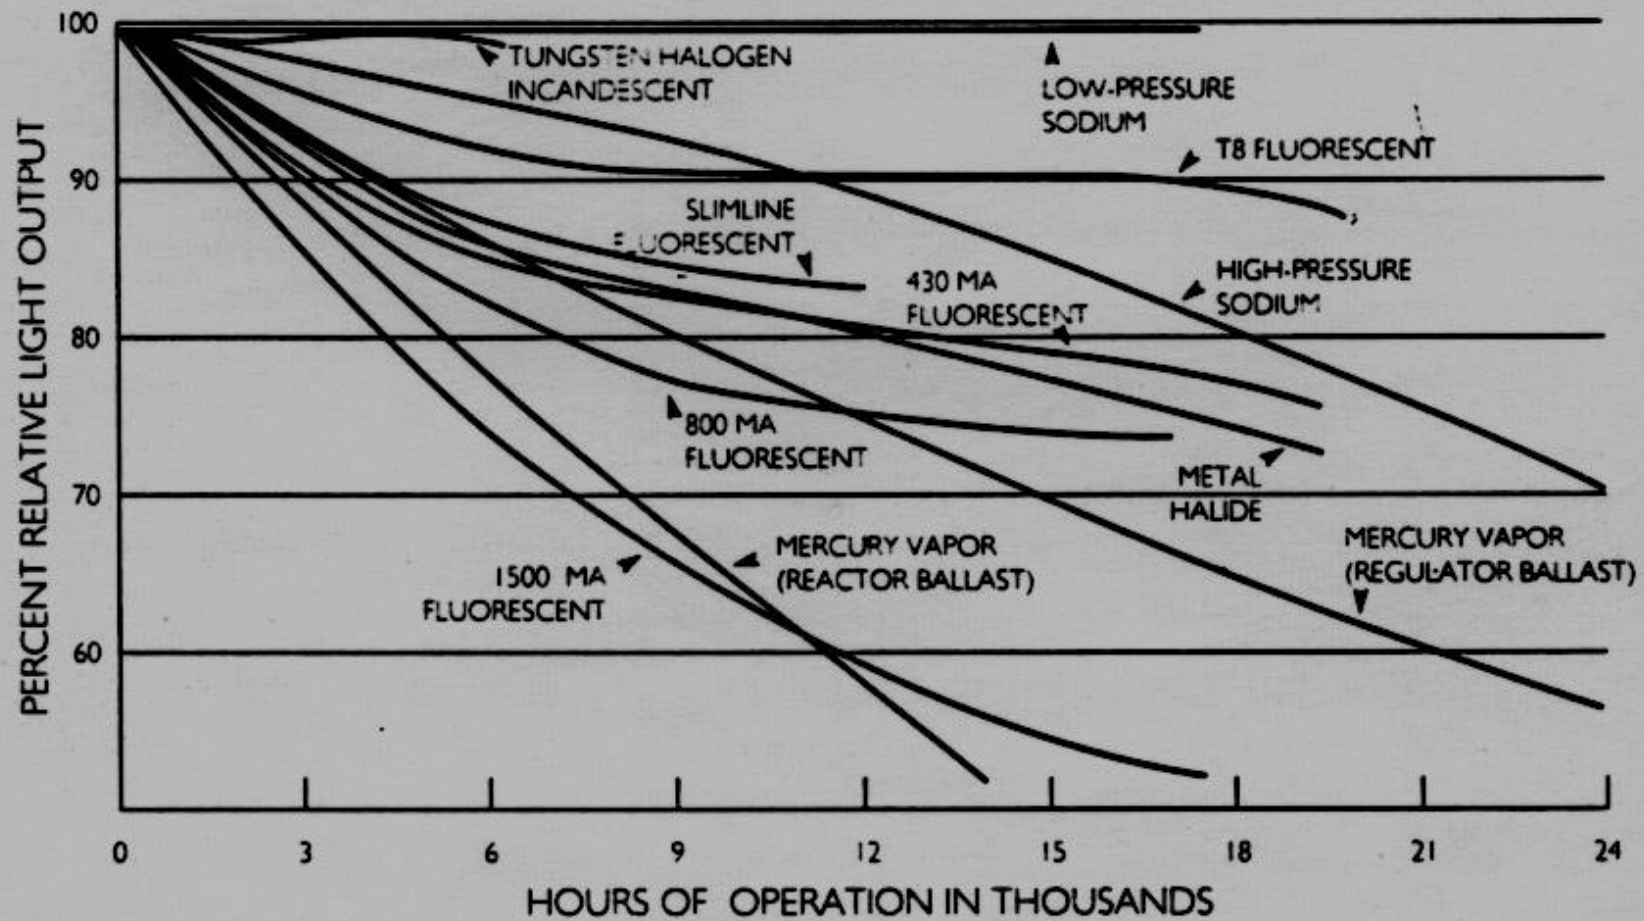 100
90
80
70
60
PERCENT RELATIVE LIGHT OUTPUT
TUNGSTEN HALOGEN
INCANDESCENT
LOW-PRESSURE
SODIUM
T8 FLUORESCENT
SLIMLINE
FLUORESCENT
430 MA
FLUORESCENT
HIGH-PRESSURE
SODIUM
800 MA
FLUORESCENT
METAL
HALIDE
1500 MA
FLUORESCENT
MERCURY VAPOR
(REACTOR BALLAST)
MERCURY VAPOR
(REGULATOR BALLAST)
0 3 6 9 12 15 18 21 24
HOURS OF OPERATION IN THOUSANDS